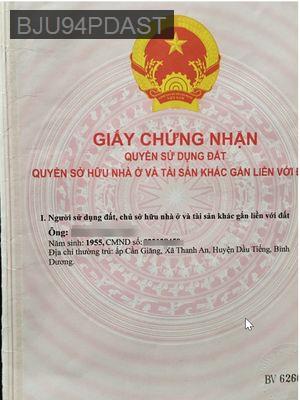 BJU94PDAST
VIỆT NAM
GIẤY CHỨNG NHẬN
QUYỀN SỬ DỤNG ĐẤT
QUYỀN SỞ HỮU NHÀ Ở VÀ TÀI SẢN KHÁC GẮN LIỀN VỚI Đ
I. Người sử dụng đất, chủ sở hữu nhà ở và tài sản khác gắn liền với đất
Ông:
Năm sinh: 1955, CMND số:
Địa chỉ thường trú: ấp Cần Giăng, Xã Thanh An, Huyện Dầu Tiếng, Bình
Dương.
BV 6266